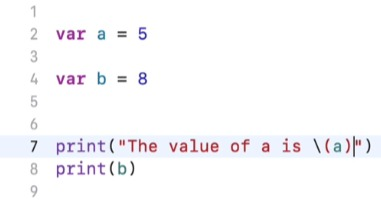 1
2 var a = 5
3
4 var b = 8
5
6
7 print("The value of a is \(a)")
8 print(b)
9